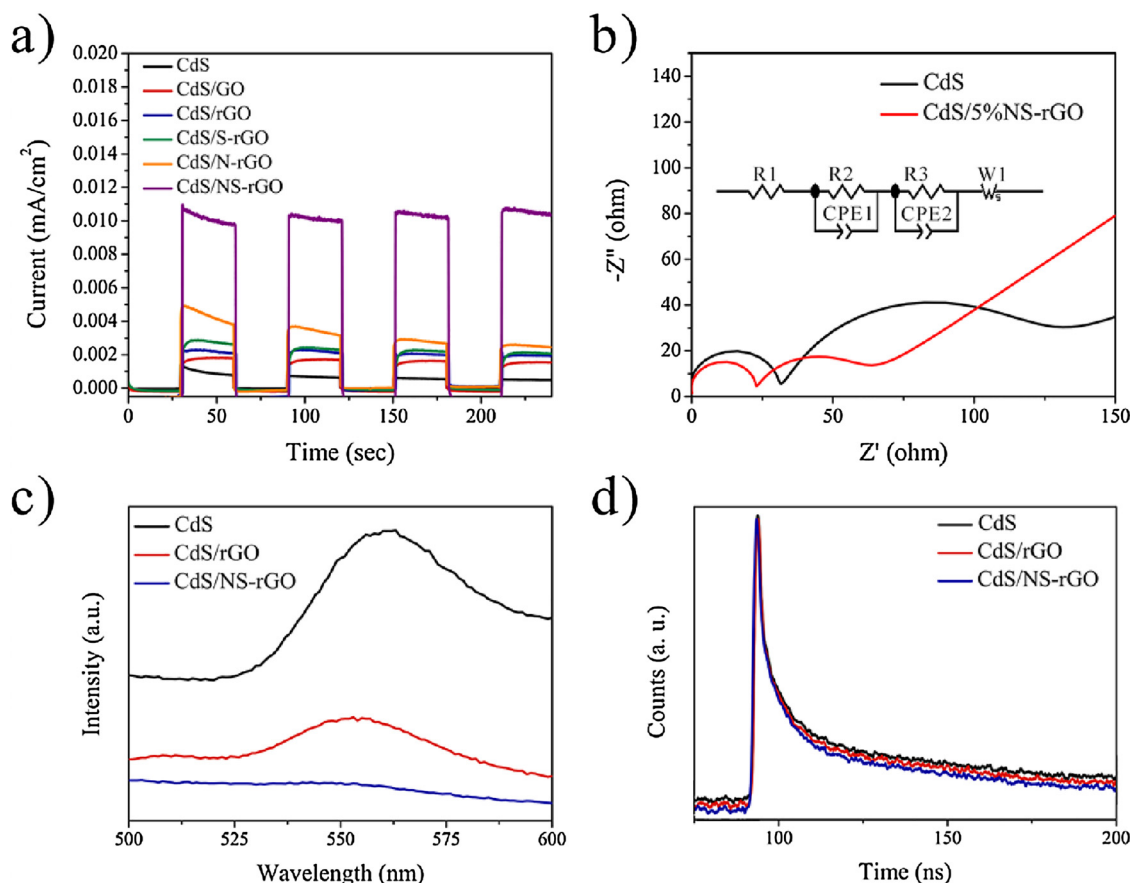 a)
0.020
0.018
0.016
0.014
0.012
0.010
0.008
0.006
0.004
0.002
0.000
Current (mA/cm²)
CdS
CdS/GO
CdS/rGO
CdS/S-rGO
CdS/N-rGO
CdS/NS-rGO
0 50 100 150 200
Time (sec)
b)
140
120
100
80
60
40
20
0
-Z" (ohm)
CdS
CdS/5%NS-rGO
R1 R2 R3 W1
CPE1 CPE2
s
0 25 50 75 100 125 150
Z' (ohm)
c)
Intensity (a.u.)
CdS
CdS/rGO
CdS/NS-rGO
500 525 550 575 600
Wavelength (nm)
d)
Counts (a. u.)
CdS
CdS/rGO
CdS/NS-rGO
100 150 200
Time (ns)